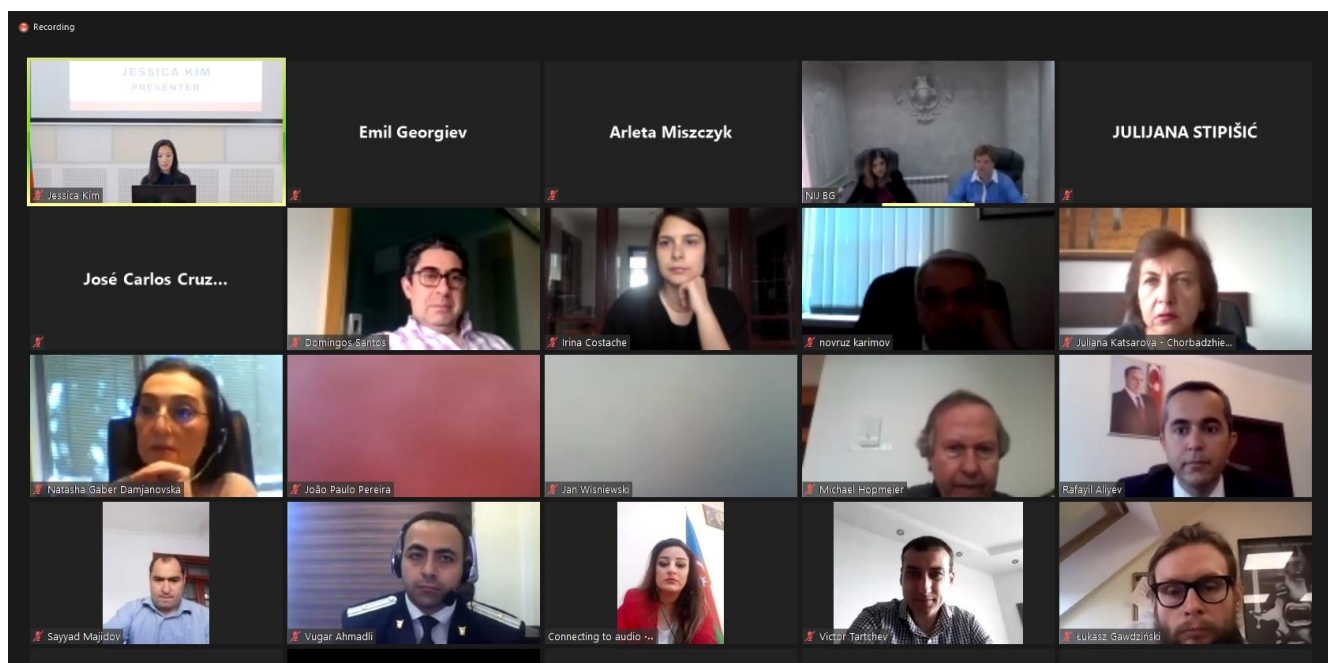 Recording
JESSICA KIM
PRESENTER
Jessica Kim
Emil Georgiev
Arleta Miszczyk
NIJ BG
JULIJANA STIPIŠIĆ
José Carlos Cruz...
Domingos Santos
Irina Costache
novruz karimov
Juliana Katsarova - Chorbadzhie...
Natasha Gaber Damjanovska
João Paulo Pereira
Jan Wisniewski
Michael Hopmeier
Rafayil Aliyev
Sayyad Majidov
Vugar Ahmadli
Connecting to audio ·...
Victor Tartchev
Łukasz Gawdziński